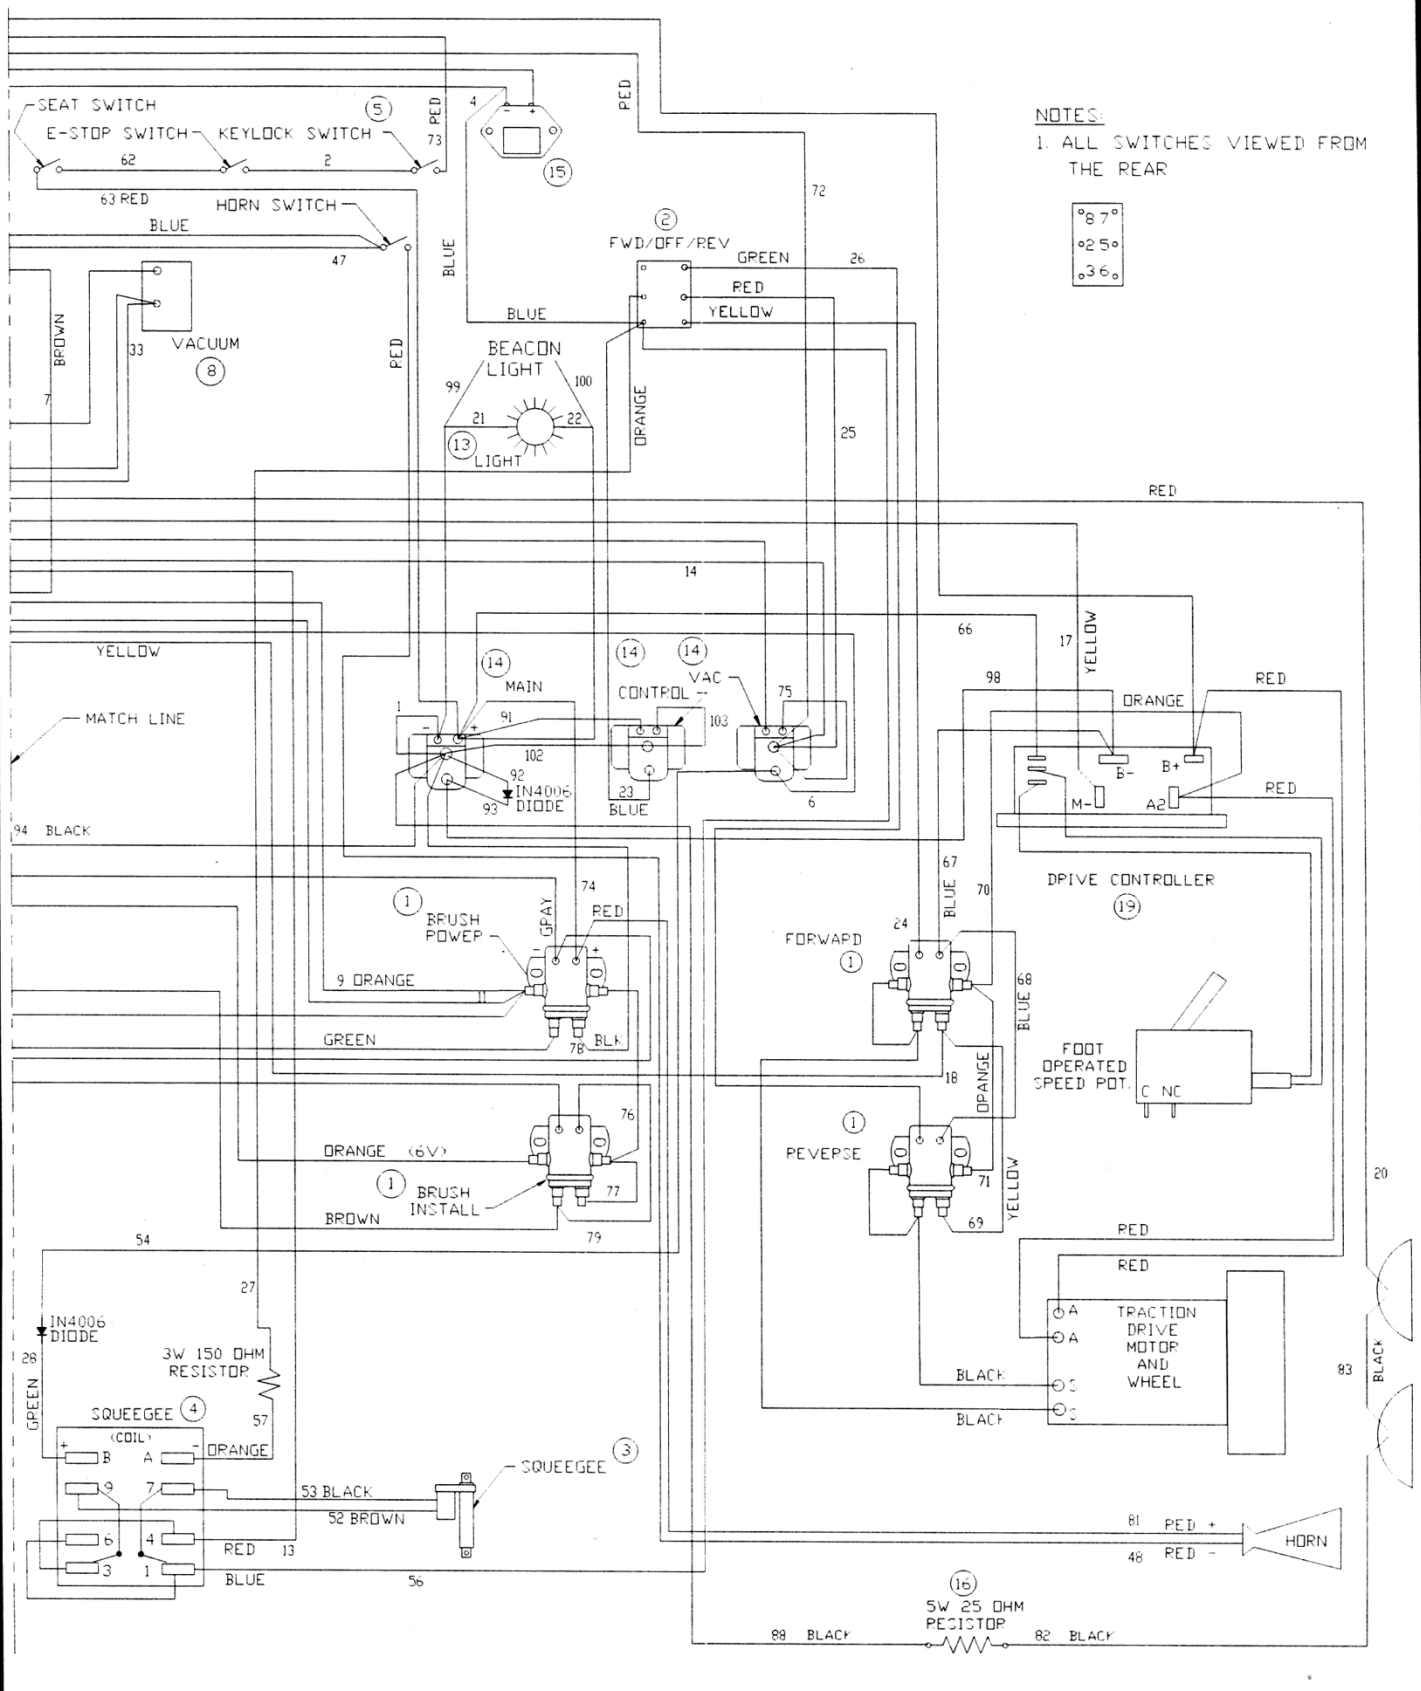 SEAT SWITCH
E-STOP SWITCH
KEYLOCK SWITCH
5
RED
73
62
2
63 RED
HORN SWITCH
BLUE
47
4
- +
15
RED
72
NOTES:
1. ALL SWITCHES VIEWED FROM
THE REAR
8 7
2 5
3 6
2
FWD/OFF/REV
GREEN 26
RED
YELLOW
BLUE
BLUE
BROWN
7
33
VACUUM
8
RED
BEACON
LIGHT
99
100
21
22
13
LIGHT
ORANGE
25
RED
14
66
17
YELLOW
YELLOW
MATCH LINE
14
MAIN
1
- +
91
102
92
93
IN4006
DIODE
14
CONTROL
103
23
BLUE
14
VAC
75
6
98
ORANGE
RED
RED
B-
B+
M-
A2
DRIVE CONTROLLER
19
94 BLACK
1
BRUSH
POWER
GRAY
74
RED
- +
9 ORANGE
GREEN
78 BLK
FORWARD
1
24
67
BLUE
70
68
BLUE
18
ORANGE
FOOT
OPERATED
SPEED POT.
C NC
76
ORANGE (6V)
1
BRUSH
INSTALL
77
BROWN
79
1
REVERSE
71
69
YELLOW
20
54
27
RED
RED
IN4006
DIODE
28
GREEN
3W 150 OHM
RESISTOR
57
ORANGE
SQUEEGEE 4
(COIL)
+ -
B A
9 7
6 4
3 1
RED 13
BLUE
56
53 BLACK
52 BROWN
SQUEEGEE
3
BLACK
BLACK
A
A
S
S
TRACTION
DRIVE
MOTOR
AND
WHEEL
83
BLACK
81 RED +
48 RED -
HORN
16
5W 25 OHM
RESISTOR
88 BLACK
82 BLACK